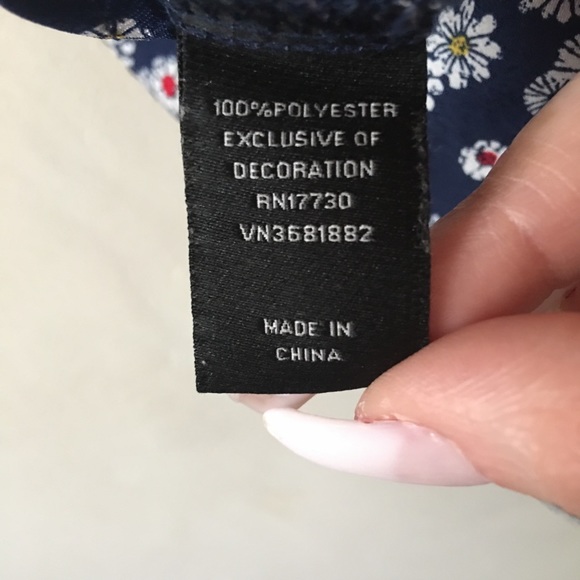 100%POLYESTER
EXCLUSIVE OF
DECORATION
RN17730
VN3681882
MADE IN
CHINA